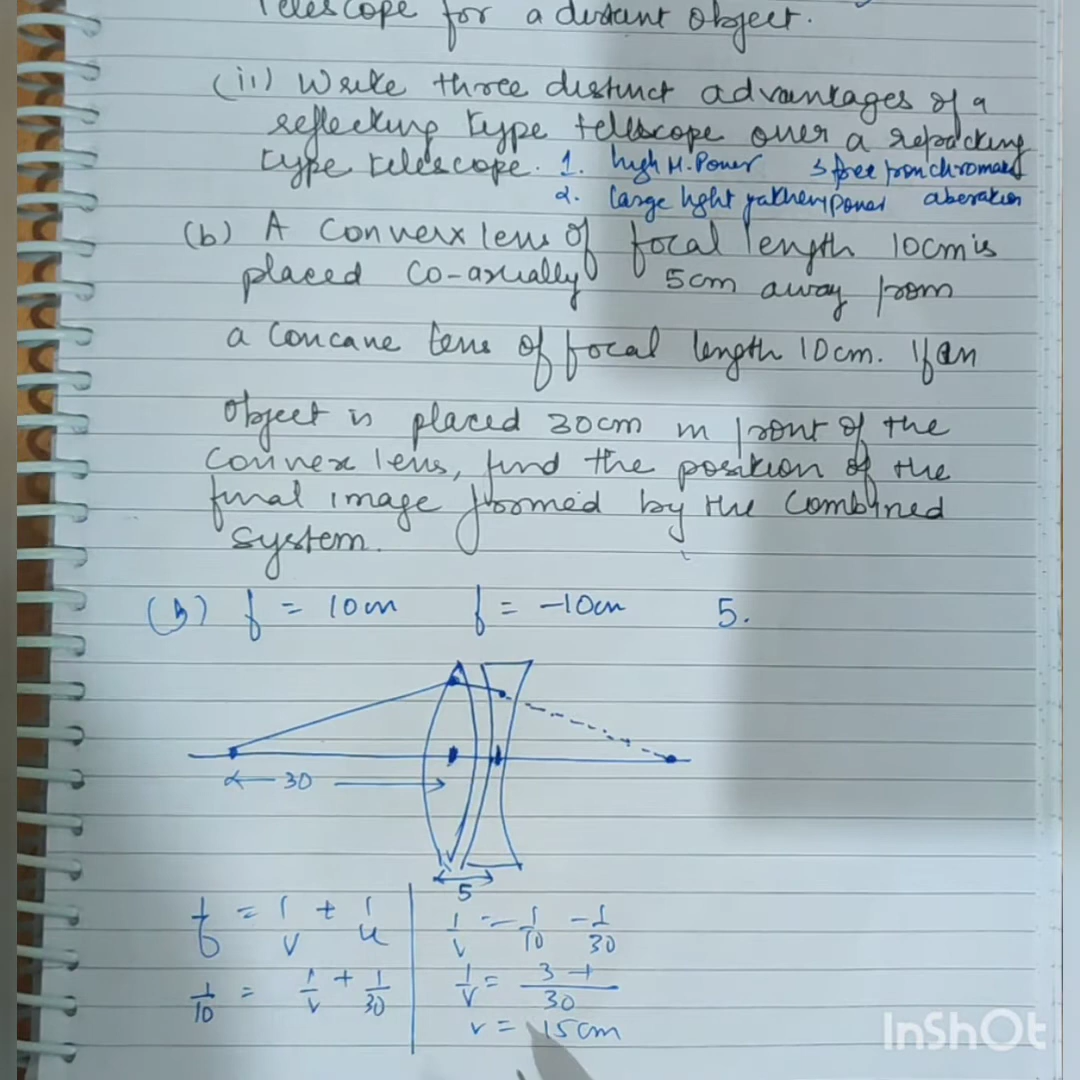 Telescope for a distant object.
(ii) Write three distinct advantages of a
reflecting type telescope over a refracting
type telescope. 1. high M. Power 3 free from chromatic
2. large light gathering power aberation
(b) A Convex lens of focal length 10cm is
placed Co-axually 5cm away from
a Concave lens of focal length 10cm. If an
object is placed 30cm in front of the
Convex lens, find the position of the
final image formed by the Combined
system.
(b) f = 10cm f = -10cm 5.
30
5
1/f = 1/v + 1/u
1/10 = 1/v + 1/30
1/v = 1/10 - 1/30
1/v = 3-1/30
v = 15cm
InShOt